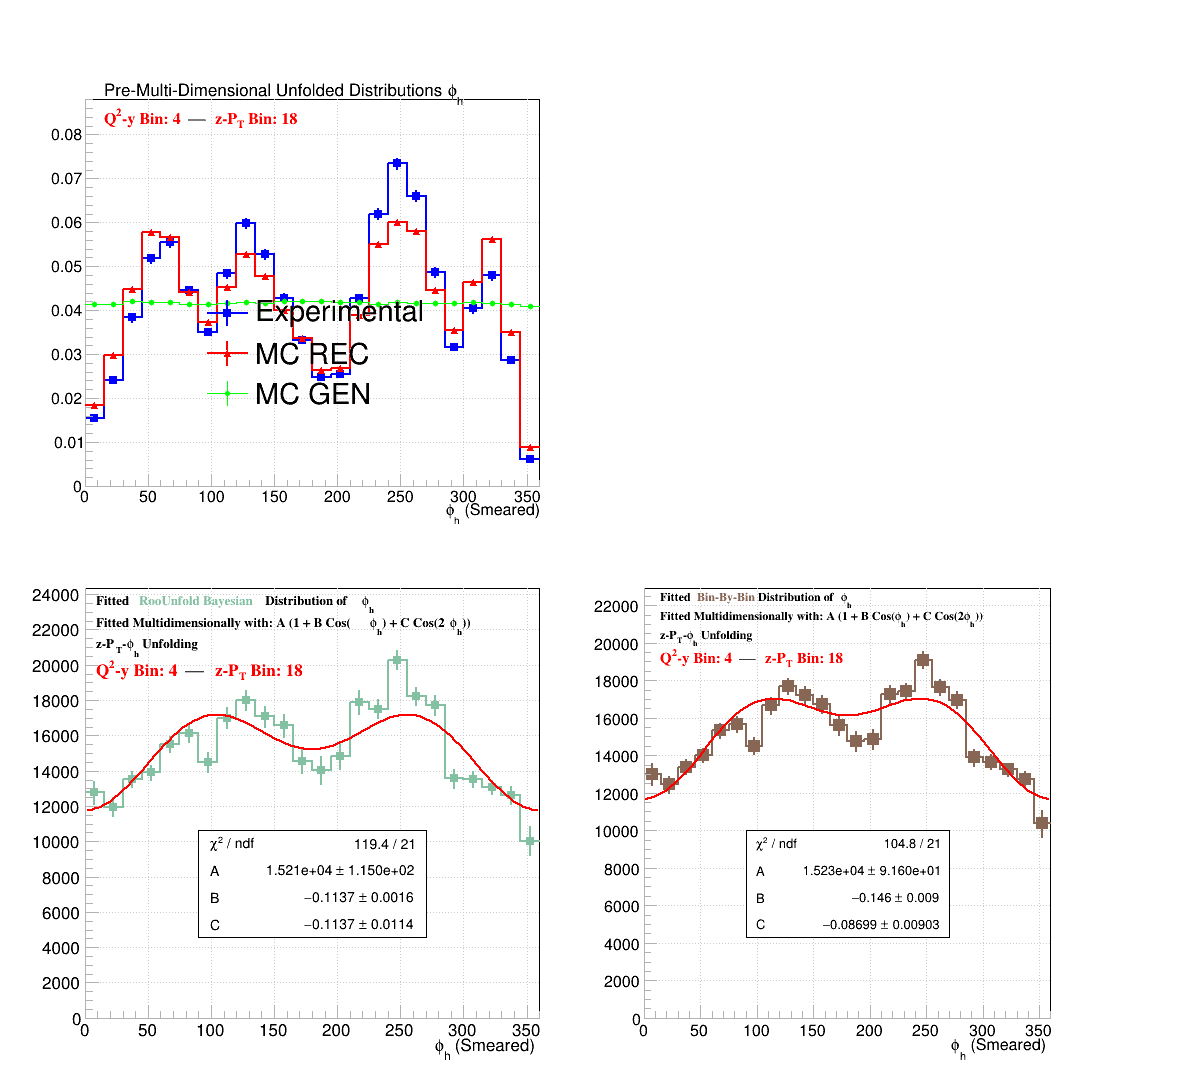 Pre-Multi-Dimensional Unfolded Distributions ϕh
Q²-y Bin: 4 — z-PT Bin: 18
0.08
0.07
0.06
0.05
0.04
0.03
0.02
0.01
0
Experimental
MC REC
MC GEN
0 50 100 150 200 250 300 350
ϕh (Smeared)
Fitted RooUnfold Bayesian Distribution of ϕh
Fitted Multidimensionally with: A (1 + B Cos( ϕh) + C Cos(2 ϕh))
z-PT-ϕh Unfolding
Q²-y Bin: 4 — z-PT Bin: 18
24000
22000
20000
18000
16000
14000
12000
10000
8000
6000
4000
2000
0
χ² / ndf 119.4 / 21
A 1.521e+04 ± 1.150e+02
B −0.1137 ± 0.0016
C −0.1137 ± 0.0114
0 50 100 150 200 250 300 350
ϕh (Smeared)
Fitted Bin-By-Bin Distribution of ϕh
Fitted Multidimensionally with: A (1 + B Cos(ϕh) + C Cos(2ϕh))
z-PT-ϕh Unfolding
Q²-y Bin: 4 — z-PT Bin: 18
22000
20000
18000
16000
14000
12000
10000
8000
6000
4000
2000
0
χ² / ndf 104.8 / 21
A 1.523e+04 ± 9.160e+01
B −0.146 ± 0.009
C −0.08699 ± 0.00903
0 50 100 150 200 250 300 350
ϕh (Smeared)